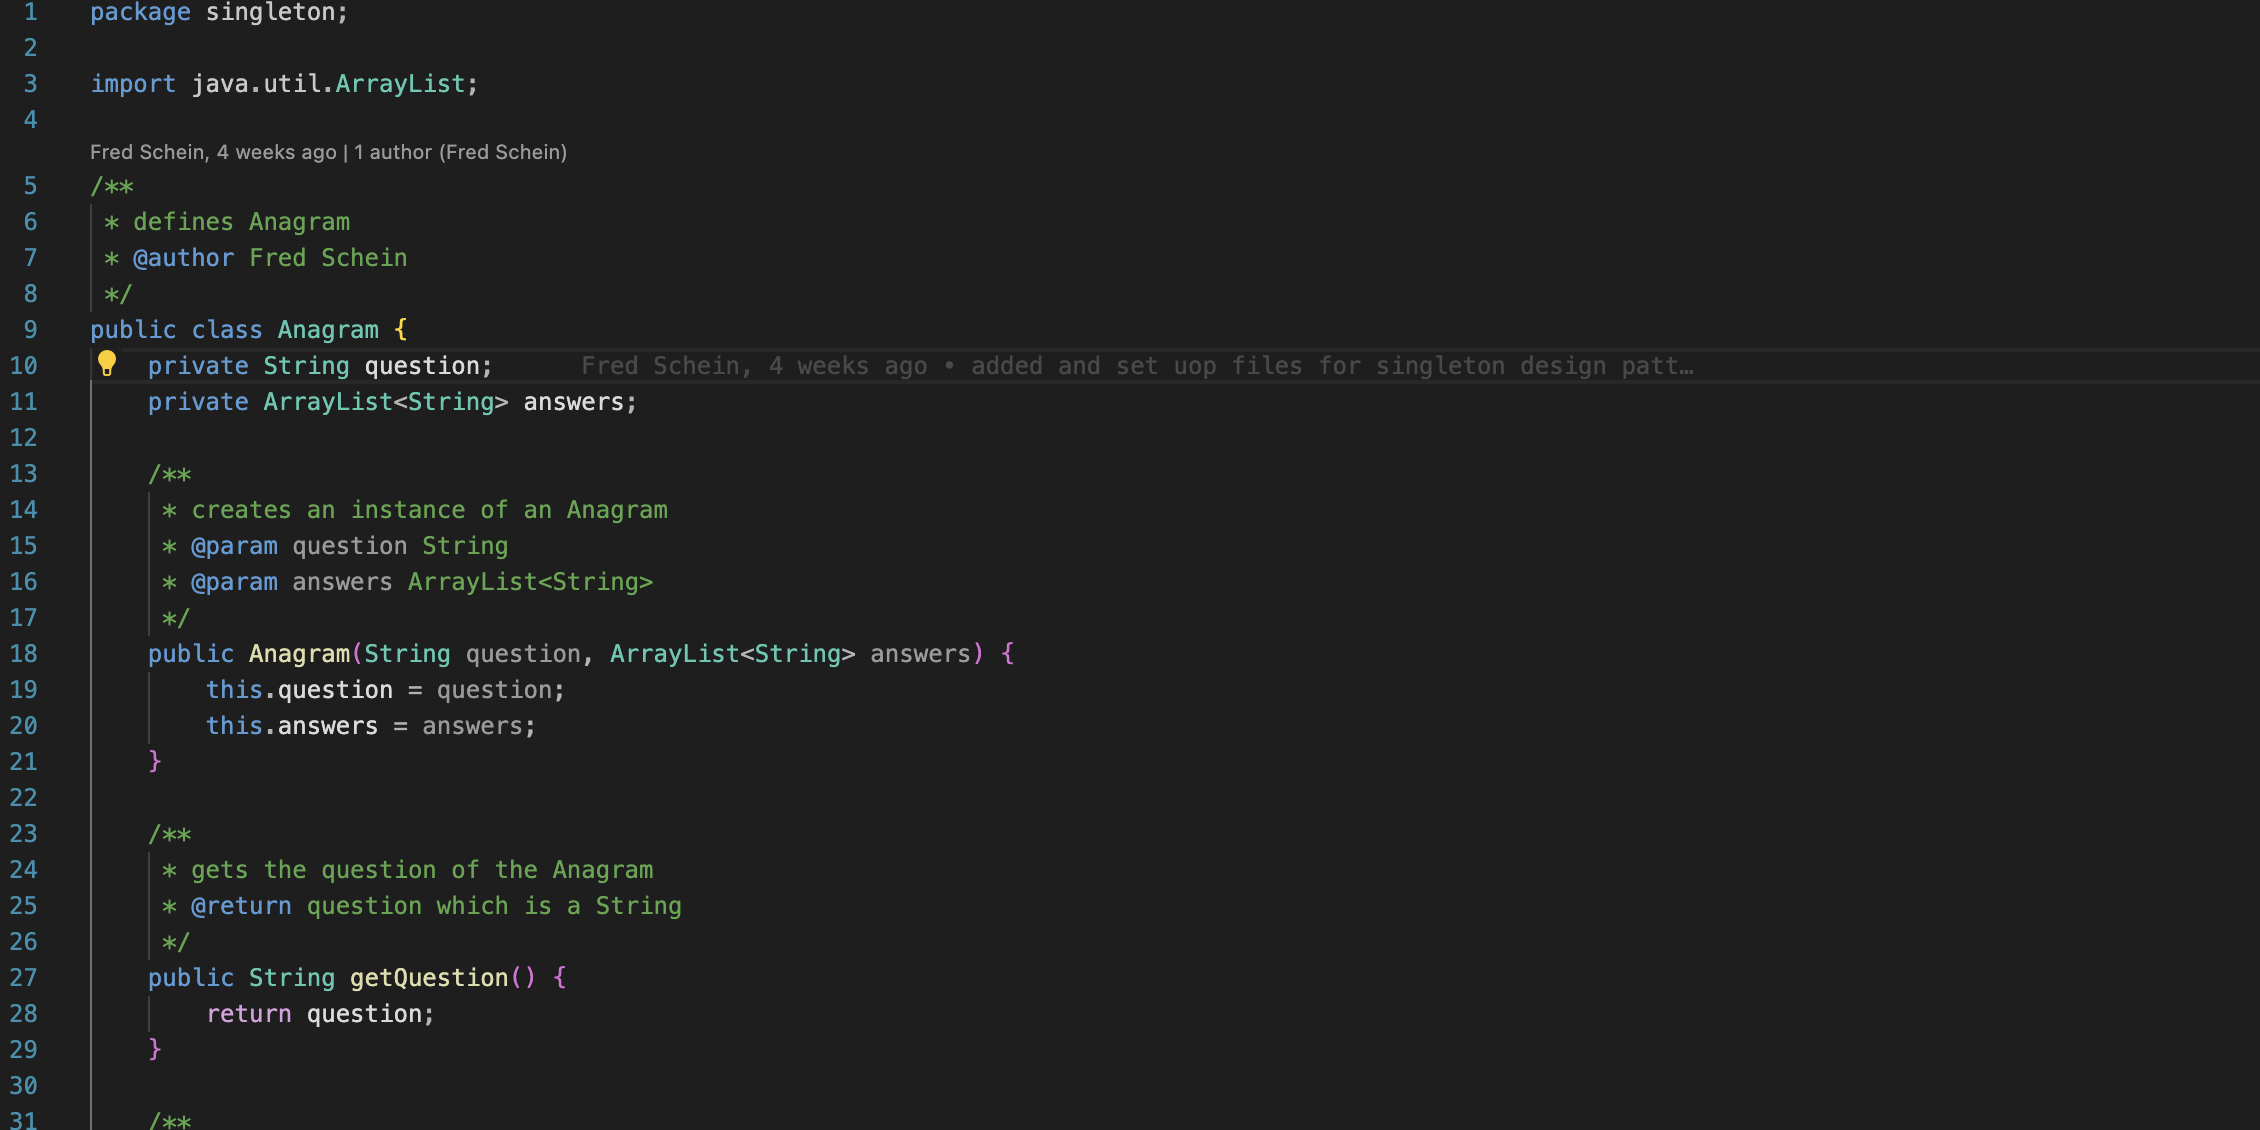 1 package singleton;
2
3 import java.util.ArrayList;
4
Fred Schein, 4 weeks ago | 1 author (Fred Schein)
5 /**
6 * defines Anagram
7 * @author Fred Schein
8 */
9 public class Anagram {
10 private String question; Fred Schein, 4 weeks ago • added and set uop files for singleton design patt…
11 private ArrayList<String> answers;
12
13 /**
14 * creates an instance of an Anagram
15 * @param question String
16 * @param answers ArrayList<String>
17 */
18 public Anagram(String question, ArrayList<String> answers) {
19 this.question = question;
20 this.answers = answers;
21 }
22
23 /**
24 * gets the question of the Anagram
25 * @return question which is a String
26 */
27 public String getQuestion() {
28 return question;
29 }
30
31 /**